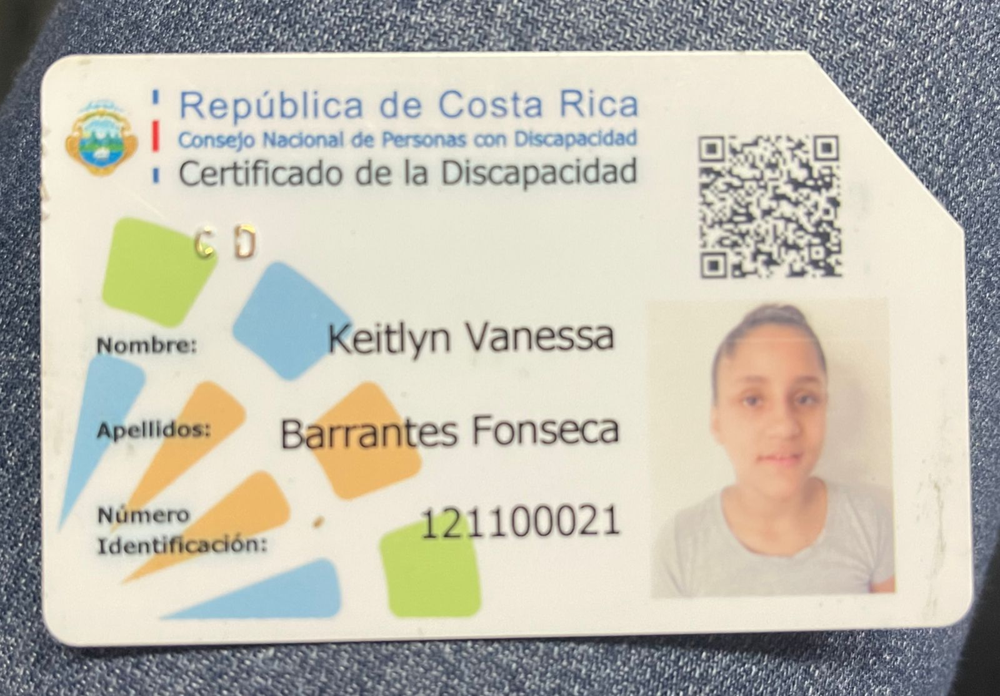 República de Costa Rica
Consejo Nacional de Personas con Discapacidad
Certificado de la Discapacidad
C D
Nombre: Keitlyn Vanessa
Apellidos: Barrantes Fonseca
Número
Identificación: 121100021